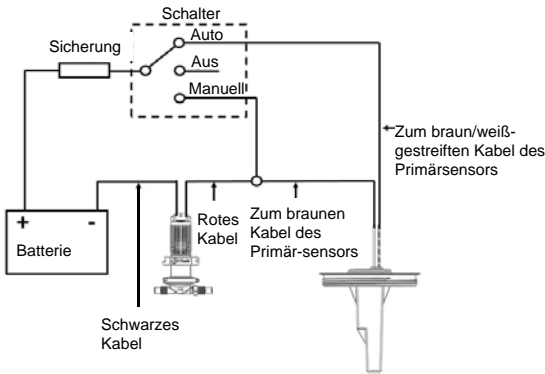 Schalter
Auto
Sicherung
Aus
Manuell
Zum braun/weiß-
gestreiften Kabel des
Primärsensors
+ -
Batterie
Rotes
Kabel
Zum braunen
Kabel des
Primär-sensors
Schwarzes
Kabel